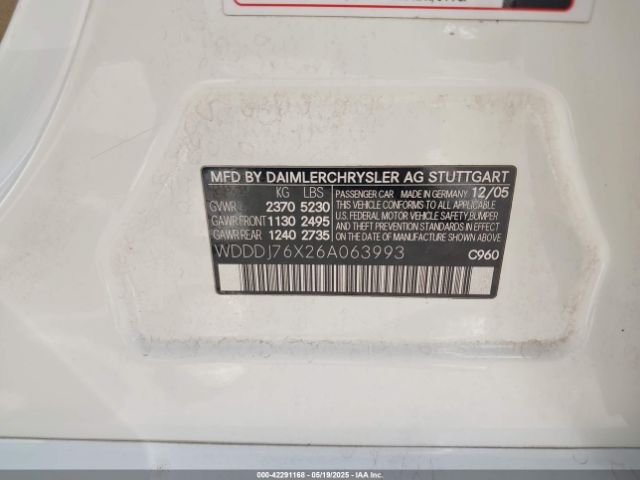 MFD BY DAIMLERCHRYSLER AG STUTTGART
KG LBS
GVWR 2370 5230
GAWR FRONT 1130 2495
GAWR REAR 1240 2735
PASSENGER CAR MADE IN GERMANY 12/05
THIS VEHICLE CONFORMS TO ALL APPLICABLE
U.S. FEDERAL MOTOR VEHICLE SAFETY, BUMPER
AND THEFT PREVENTION STANDARDS IN EFFECT
ON THE DATE OF MANUFACTURE SHOWN ABOVE
WDDDJ76X26A063993
C960
000-42291168 - 05/19/2025 - IAAI.COM